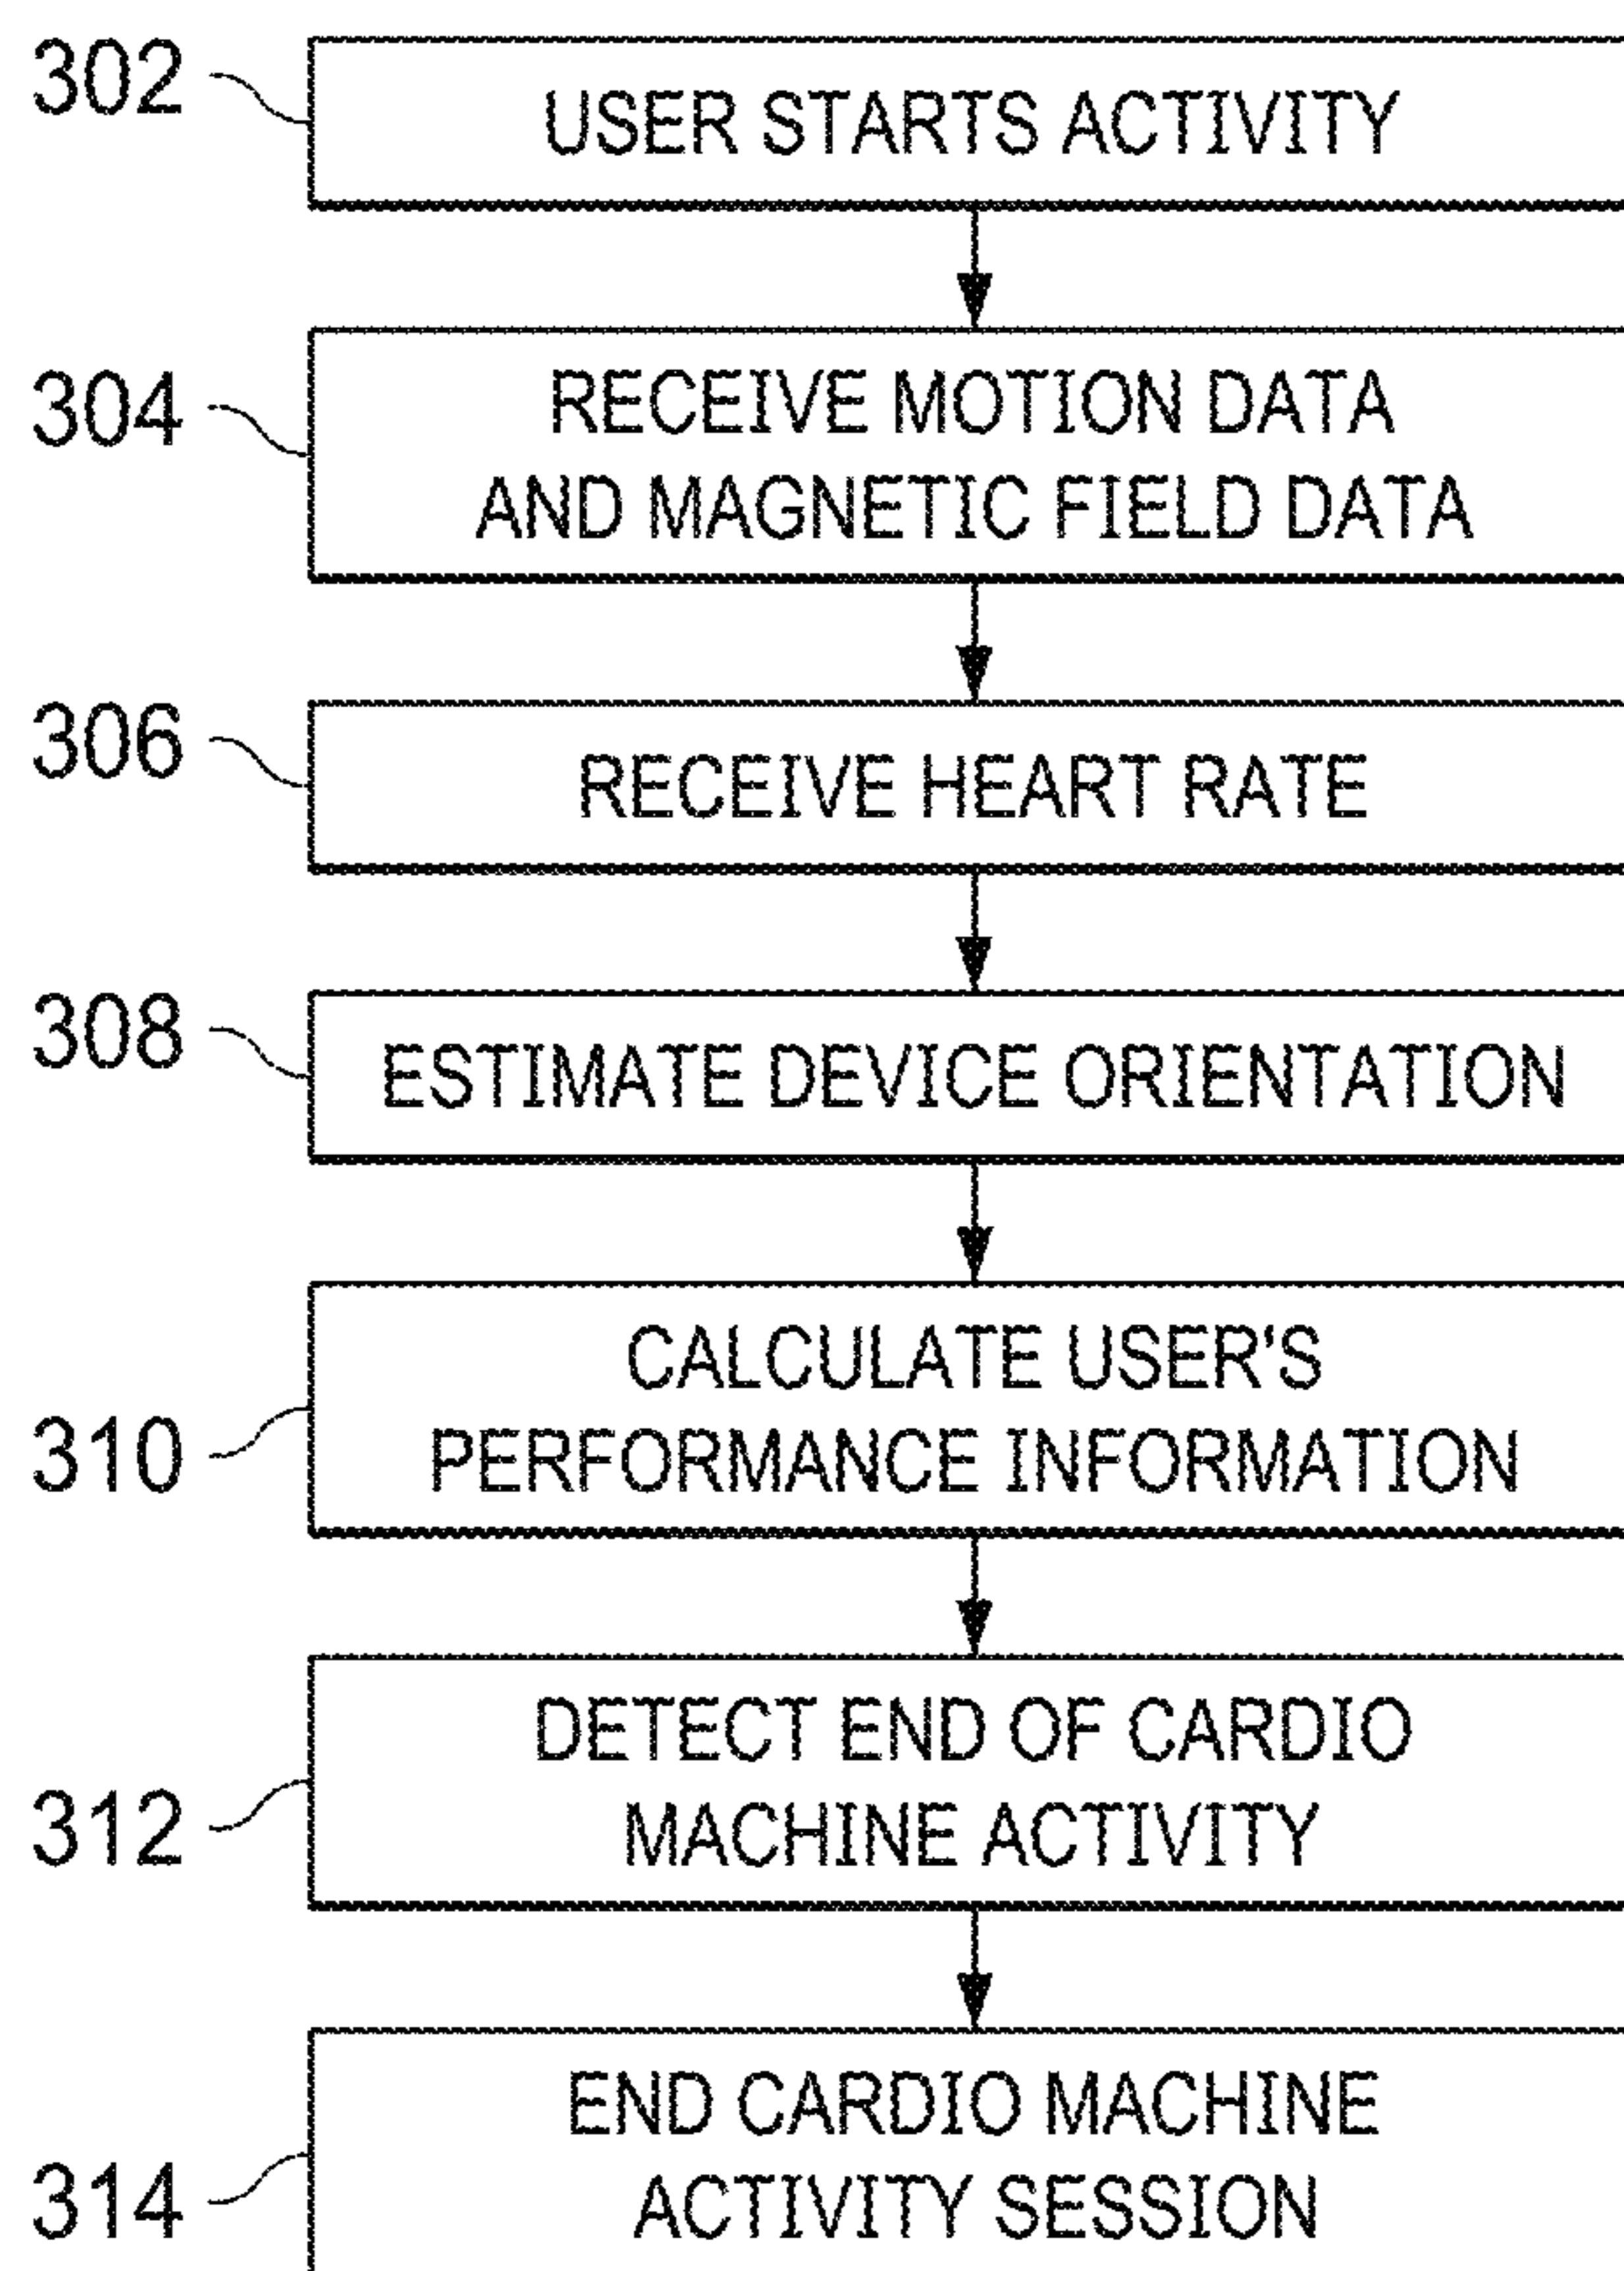 302
USER STARTS ACTIVITY
304
RECEIVE MOTION DATA
AND MAGNETIC FIELD DATA
306
RECEIVE HEART RATE
308
ESTIMATE DEVICE ORIENTATION
310
CALCULATE USER'S
PERFORMANCE INFORMATION
312
DETECT END OF CARDIO
MACHINE ACTIVITY
314
END CARDIO MACHINE
ACTIVITY SESSION